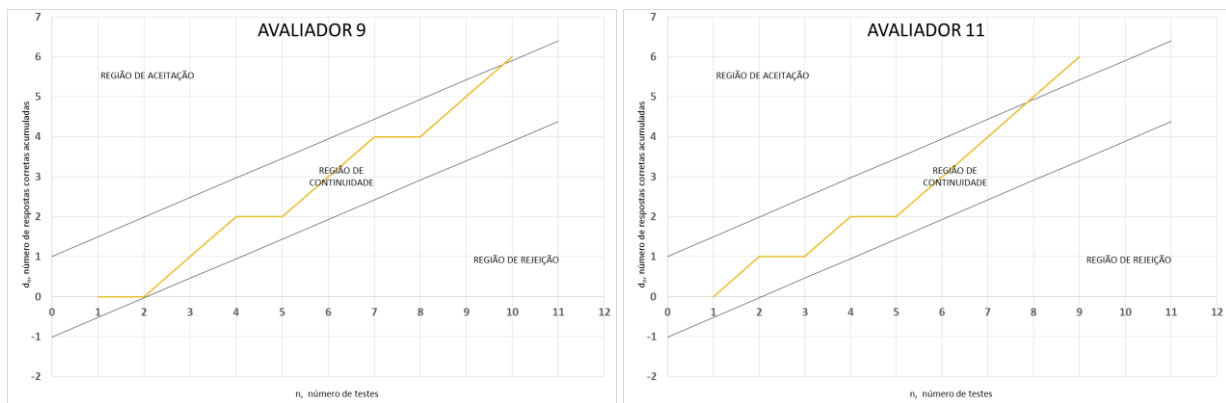 AVALIADOR 9
REGIÃO DE ACEITAÇÃO
REGIÃO DE
CONTINUIDADE
REGIÃO DE REJEIÇÃO
dn, número de respostas corretas acumuladas
7
6
5
4
3
2
1
0
-1
-2
0 1 2 3 4 5 6 7 8 9 10 11 12
n, número de testes
AVALIADOR 11
REGIÃO DE ACEITAÇÃO
REGIÃO DE
CONTINUIDADE
REGIÃO DE REJEIÇÃO
dn, número de respostas corretas acumuladas
7
6
5
4
3
2
1
0
-1
-2
0 1 2 3 4 5 6 7 8 9 10 11 12
n, número de testes